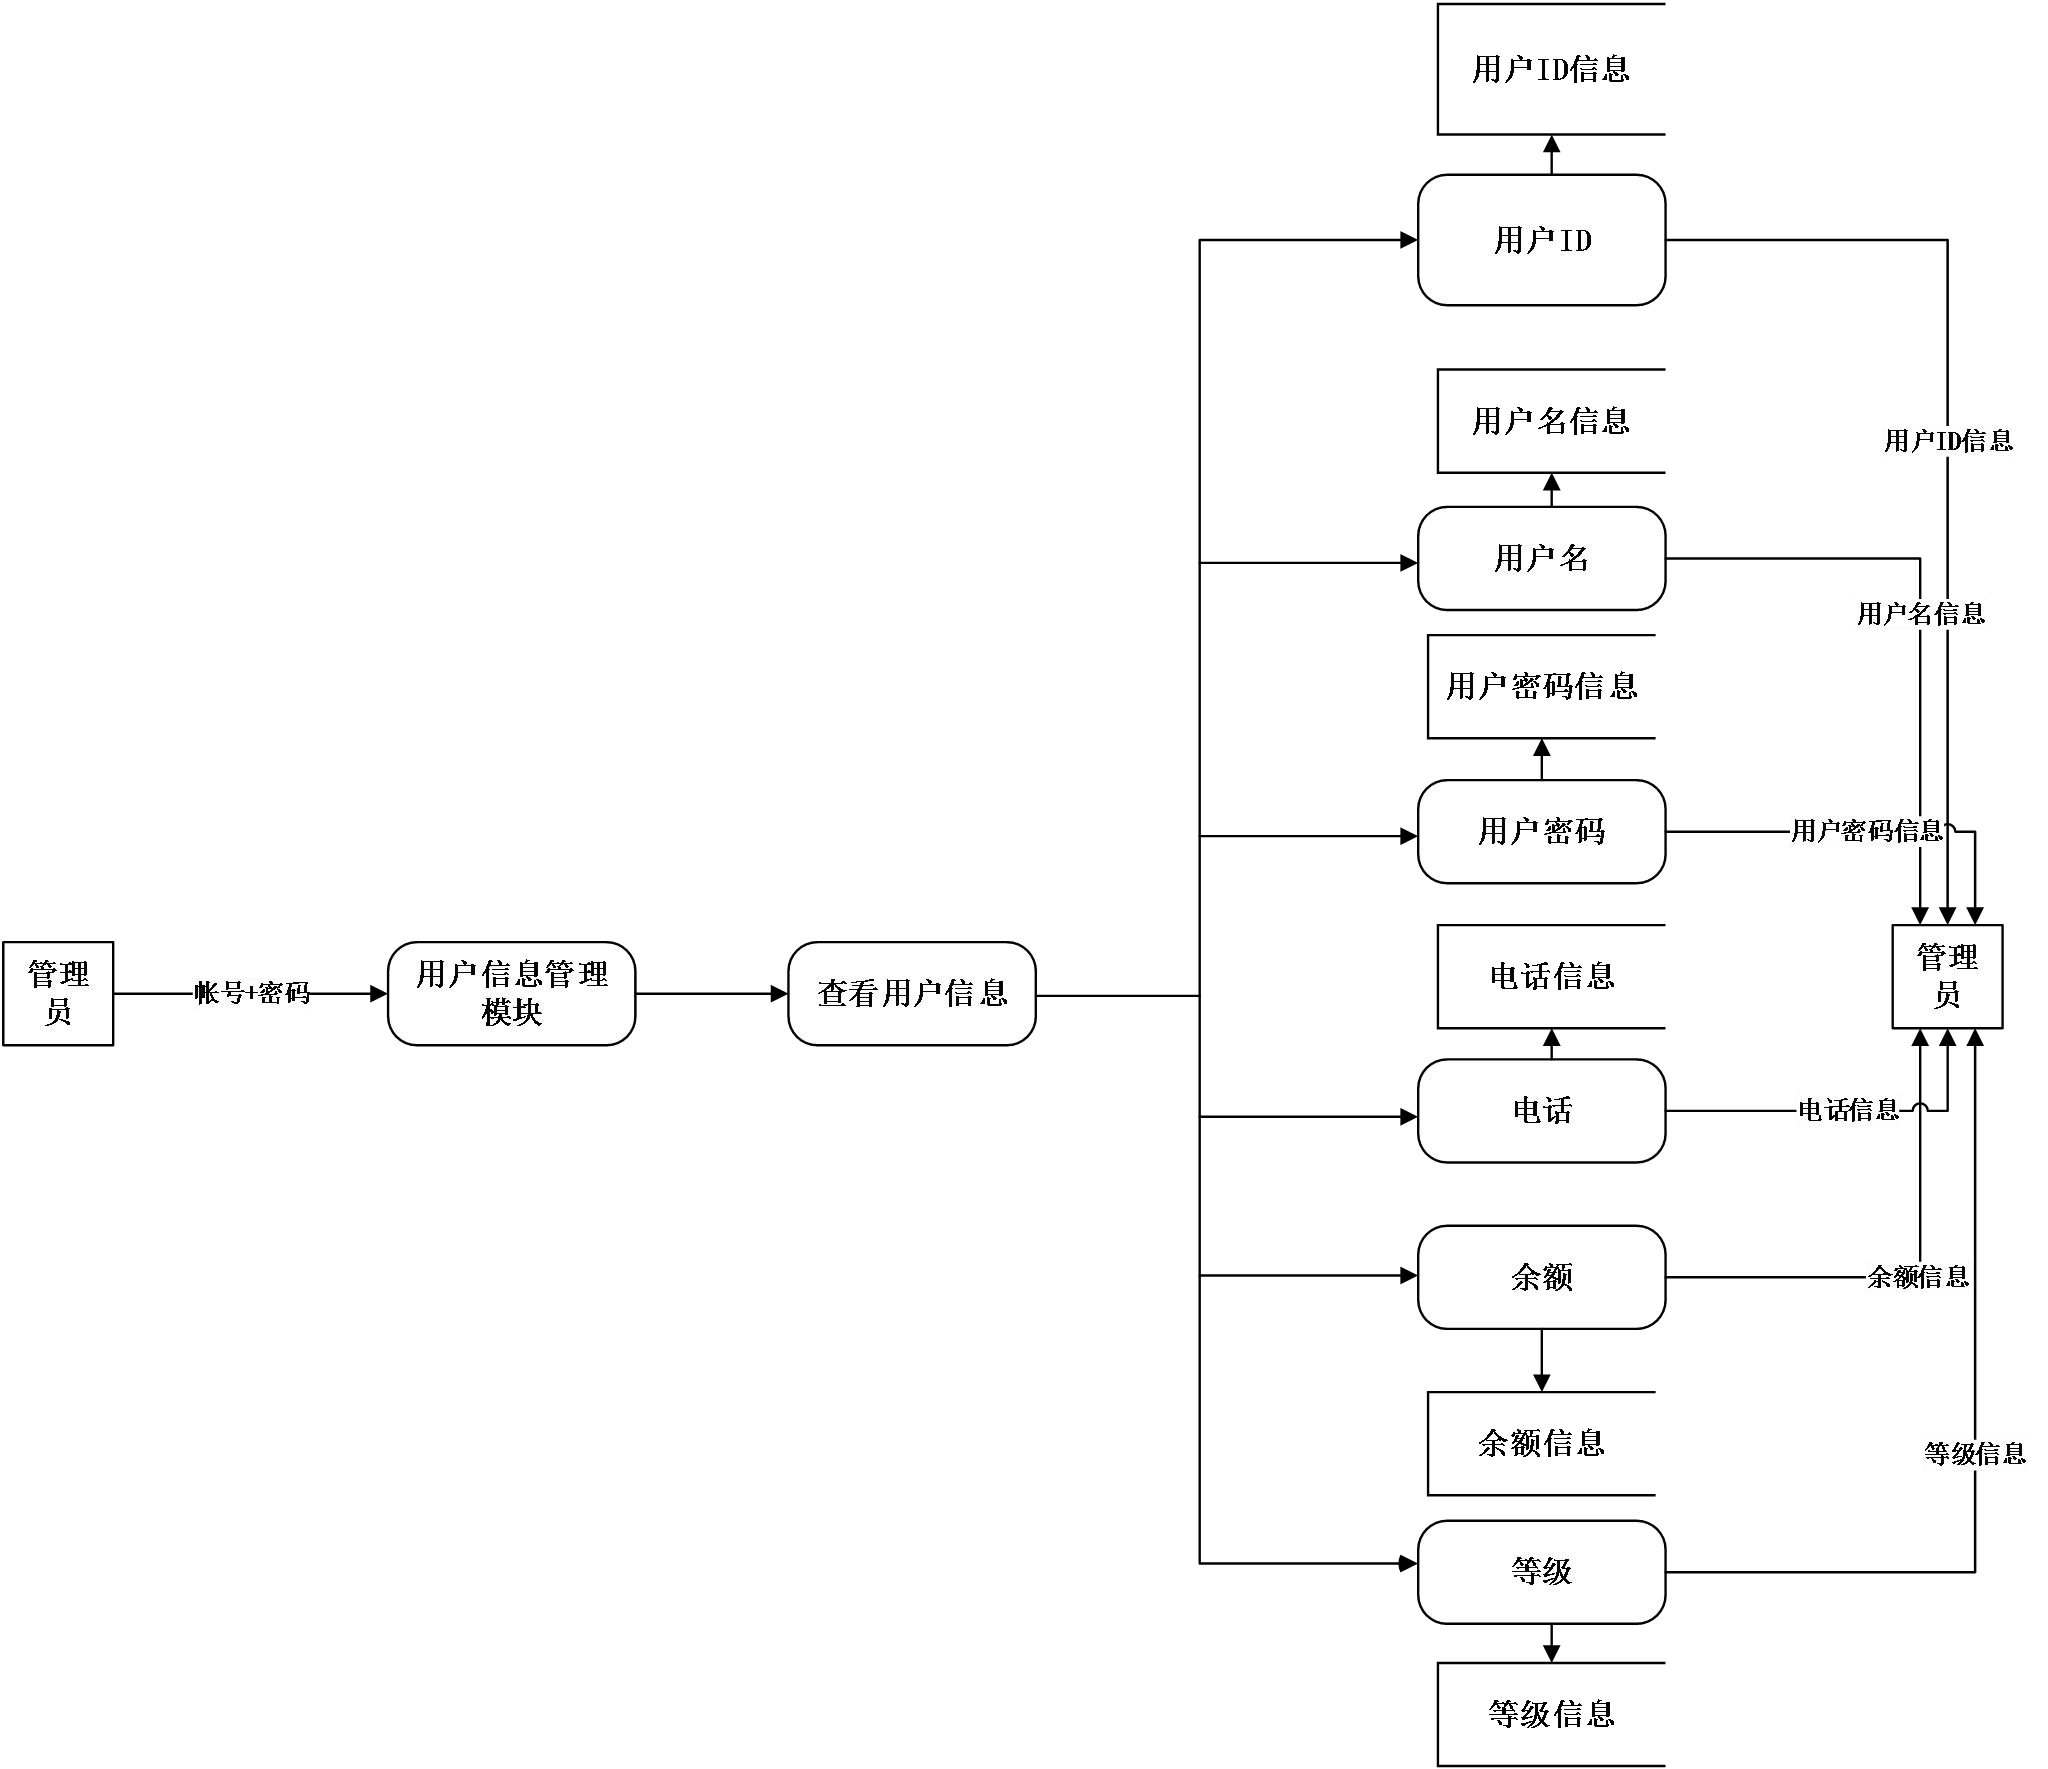 用户ID信息
用户ID
用户ID信息
用户名信息
用户名
用户名信息
用户密码信息
用户密码
用户密码信息
管理
员
帐号+密码
用户信息管理
模块
查看用户信息
电话信息
管理
员
电话
电话信息
余额
余额信息
余额信息
等级信息
等级
等级信息